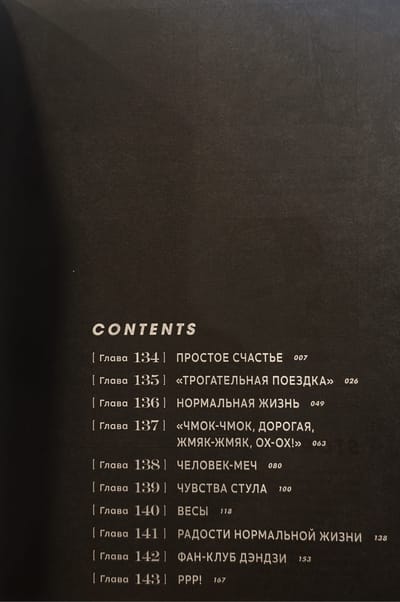 CONTENTS
[ Глава 134 ] ПРОСТОЕ СЧАСТЬЕ 007
[ Глава 135 ] «ТРОГАТЕЛЬНАЯ ПОЕЗДКА» 026
[ Глава 136 ] НОРМАЛЬНАЯ ЖИЗНЬ 049
[ Глава 137 ] «ЧМОК-ЧМОК, ДОРОГАЯ,
ЖМЯК-ЖМЯК, ОХ-ОХ!» 063
[ Глава 138 ] ЧЕЛОВЕК-МЕЧ 080
[ Глава 139 ] ЧУВСТВА СТУЛА 100
[ Глава 140 ] ВЕСЫ 118
[ Глава 141 ] РАДОСТИ НОРМАЛЬНОЙ ЖИЗНИ 138
[ Глава 142 ] ФАН-КЛУБ ДЭНДЗИ 153
[ Глава 143 ] РРР! 167